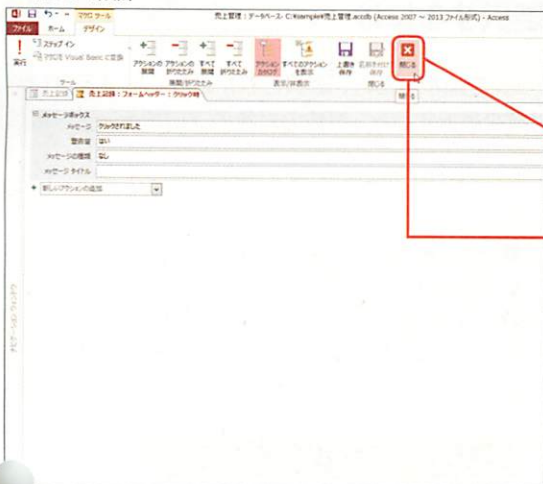 マクロ ツール
売上管理 : データベース- C:¥sample¥売上管理.accdb (Access 2007 ～ 2013 ファイル形式) - Access
ファイル ホーム デザイン
実行
ステップ イン
マクロを Visual Basic に変換
アクションの展開
アクションの折りたたみ
すべて展開
すべて折りたたみ
アクションカタログ
すべてのアクションを表示
上書き保存
名前を付けて保存
閉じる
ツール 展開/折りたたみ 表示/非表示 閉じる
閉じる
売上記録 売上記録 : フォームヘッダー : クリック時
メッセージボックス
メッセージ クリックされました
警告音 はい
メッセージの種類 なし
メッセージ タイトル
新しいアクションの追加
ナビゲーション ウィンドウ